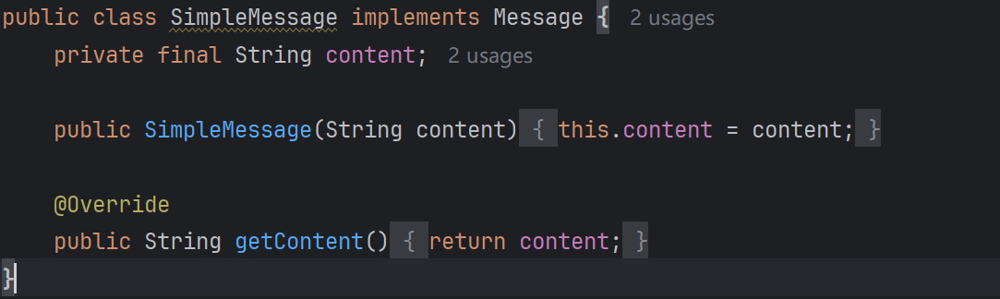 public class SimpleMessage implements Message { 2 usages
    private final String content; 2 usages

    public SimpleMessage(String content) { this.content = content; }

    @Override
    public String getContent() { return content; }
}